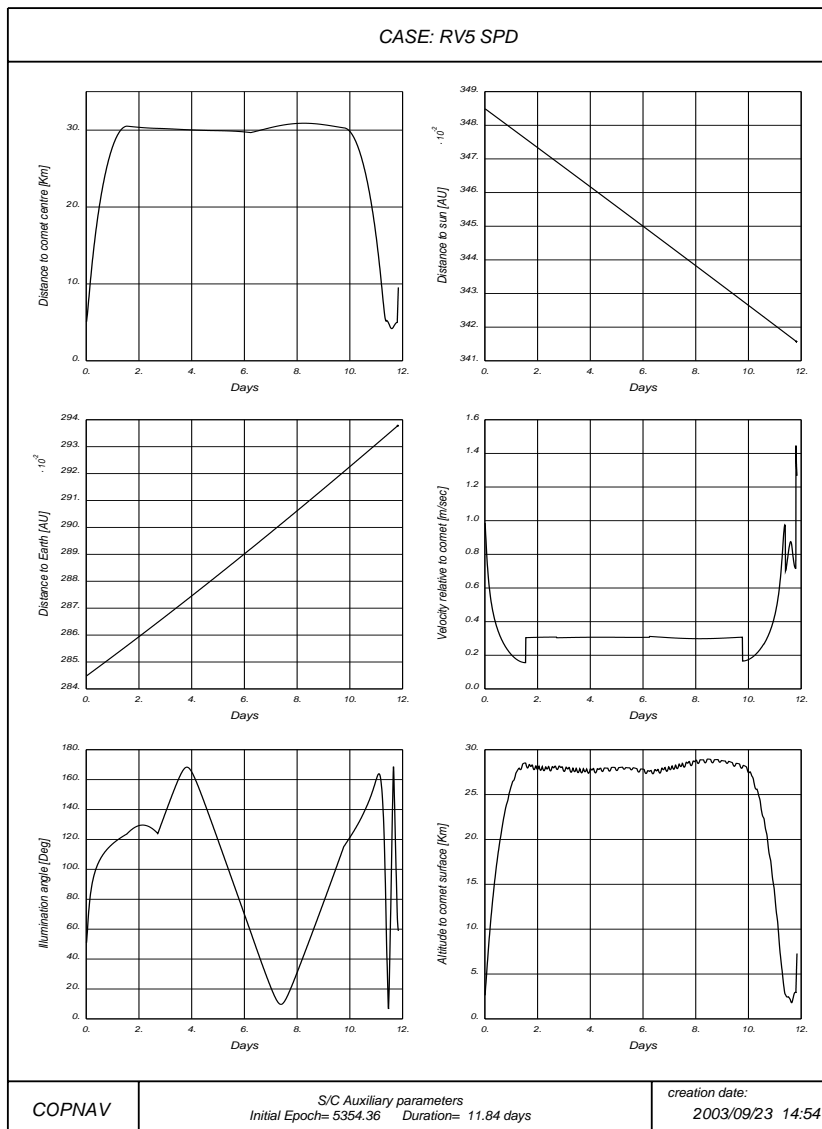 CASE: RV5 SPD
Distance to comet centre [Km]
30.
20.
10.
0.
0. 2. 4. 6. 8. 10. 12.
Days
Distance to sun [AU]
· 10⁻²
349.
348.
347.
346.
345.
344.
343.
342.
341.
0. 2. 4. 6. 8. 10. 12.
Days
Distance to Earth [AU]
· 10⁻²
294.
293.
292.
291.
290.
289.
288.
287.
286.
285.
284.
0. 2. 4. 6. 8. 10. 12.
Days
Velocity relative to comet [m/sec]
1.6
1.4
1.2
1.0
0.8
0.6
0.4
0.2
0.0
0. 2. 4. 6. 8. 10. 12.
Days
Illumination angle [Deg]
180.
160.
140.
120.
100.
80.
60.
40.
20.
0.
0. 2. 4. 6. 8. 10. 12.
Days
Altitude to comet surface [Km]
30.
25.
20.
15.
10.
5.
0.
0. 2. 4. 6. 8. 10. 12.
Days
COPNAV
S/C Auxiliary parameters
Initial Epoch= 5354.36 Duration= 11.84 days
creation date:
2003/09/23 14:54